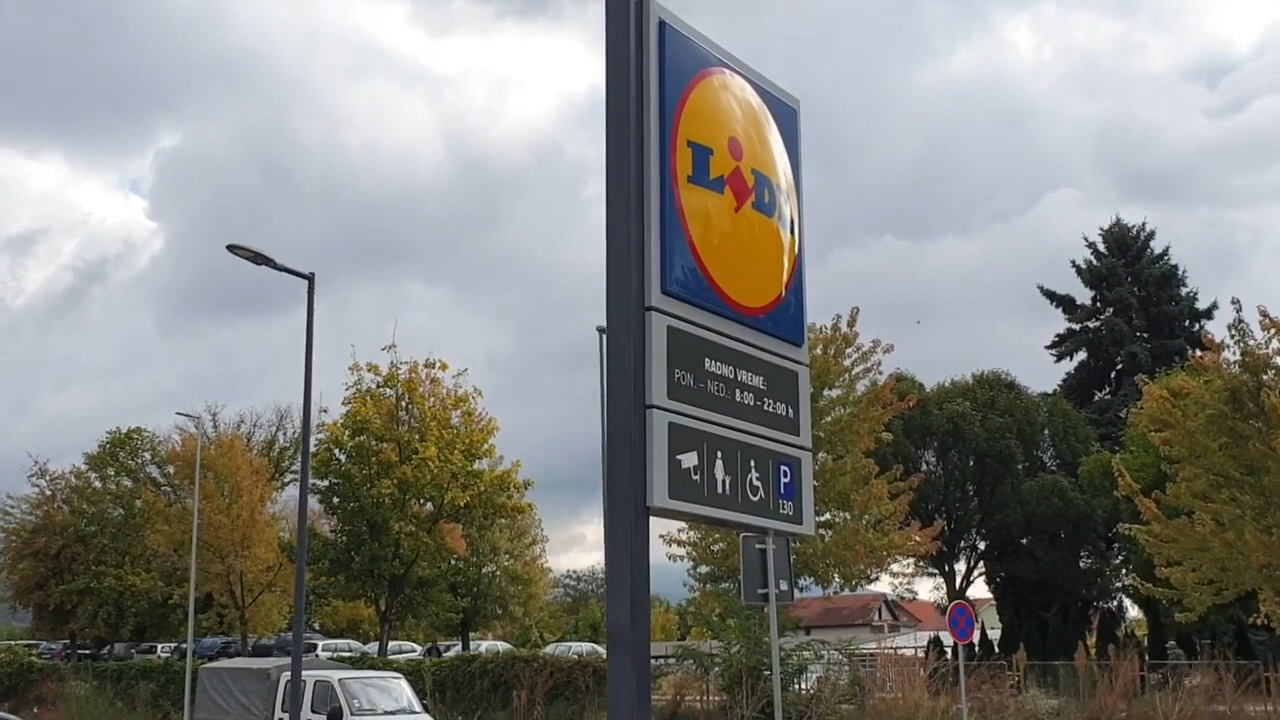 LiDL
RADNO VREME:
PON. – NED.: 8:00 – 22:00 h
P
130